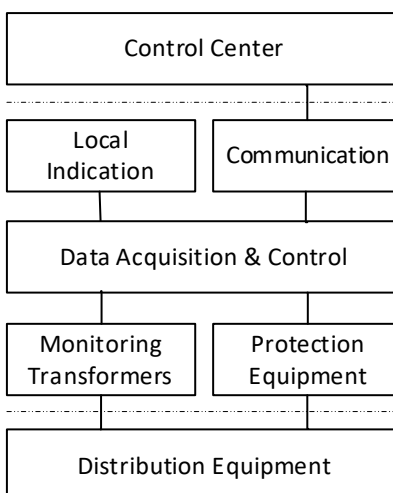 Control Center
Local
Indication
Communication
Data Acquisition & Control
Monitoring
Transformers
Protection
Equipment
Distribution Equipment